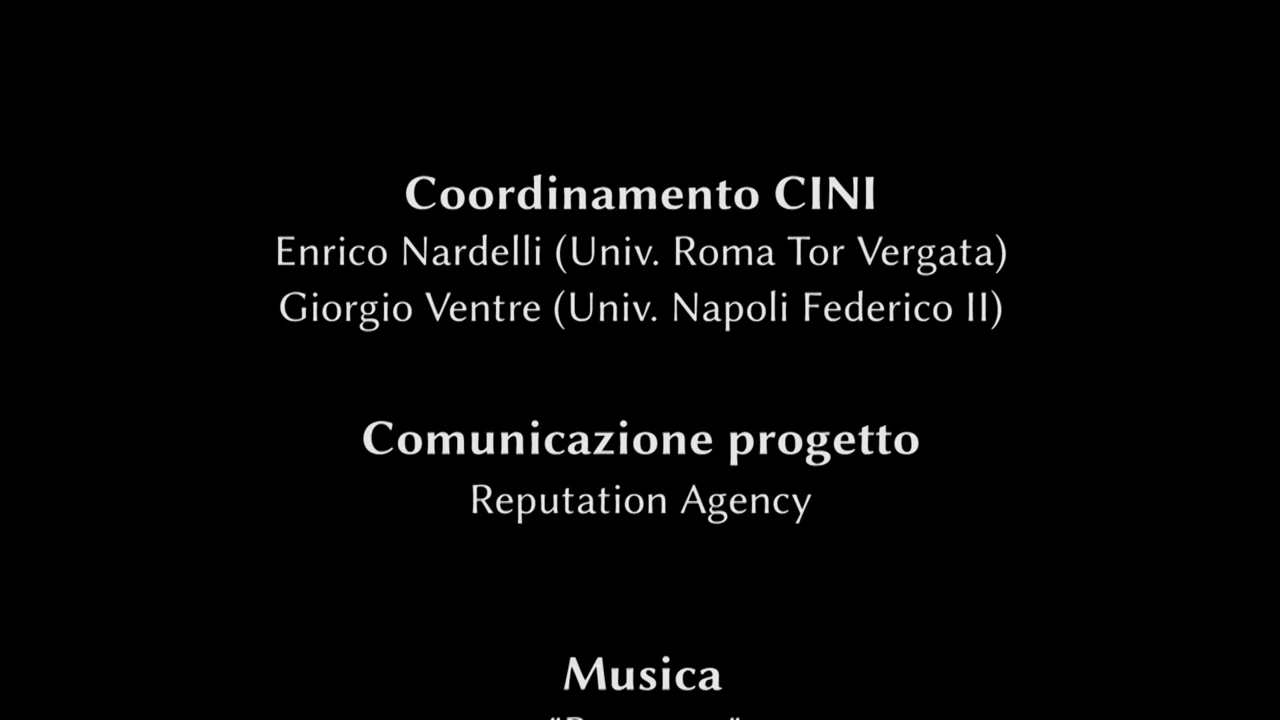 Coordinamento CINI
Enrico Nardelli (Univ. Roma Tor Vergata)
Giorgio Ventre (Univ. Napoli Federico II)
Comunicazione progetto
Reputation Agency
Musica